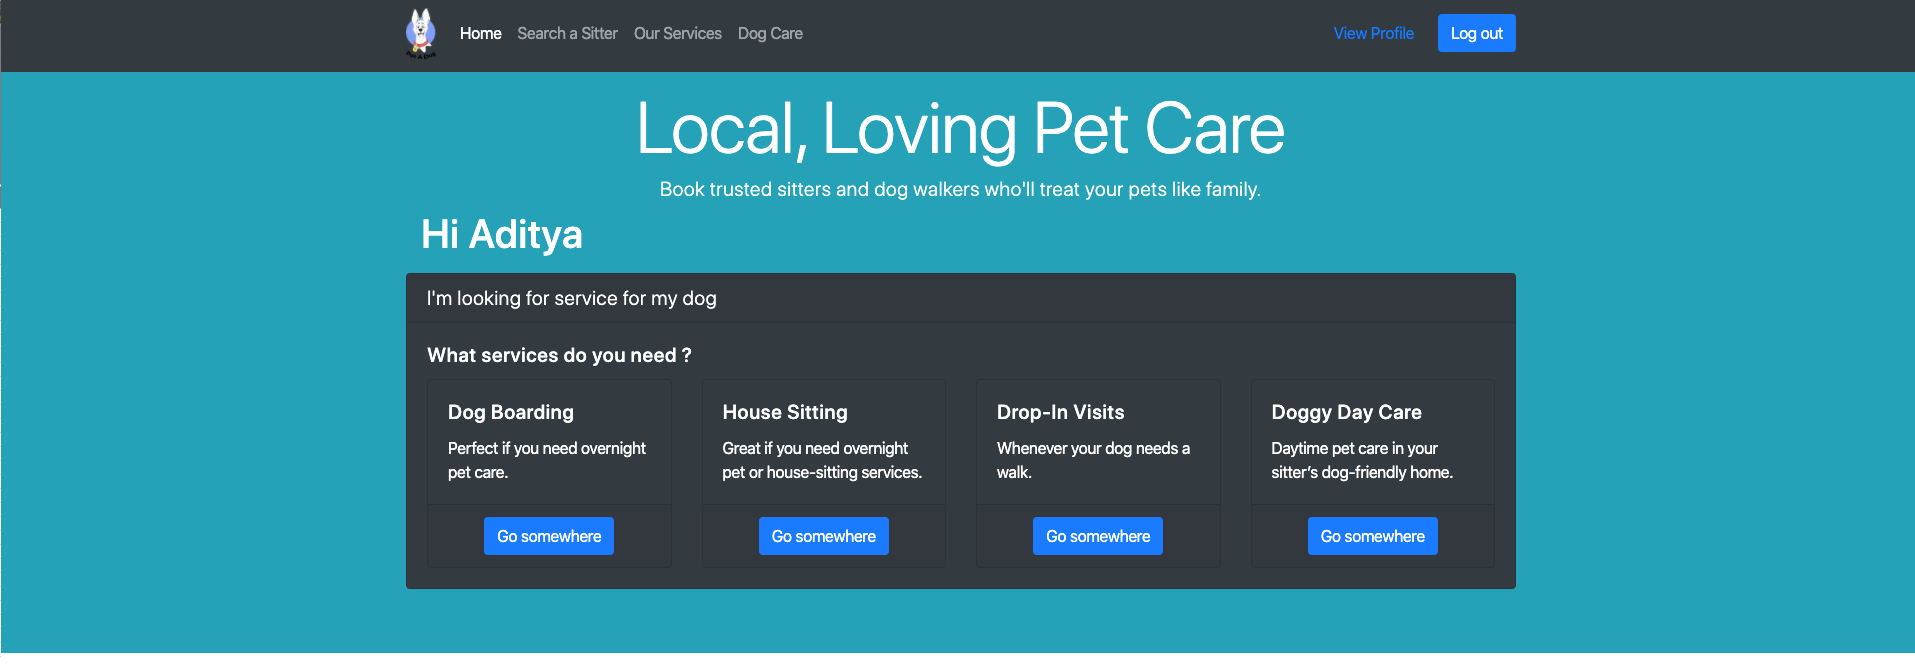 Home Search a Sitter Our Services Dog Care View Profile Log out
Local, Loving Pet Care
Book trusted sitters and dog walkers who'll treat your pets like family.
Hi Aditya
I'm looking for service for my dog
What services do you need ?
Dog Boarding
Perfect if you need overnight
pet care.
Go somewhere
House Sitting
Great if you need overnight
pet or house-sitting services.
Go somewhere
Drop-In Visits
Whenever your dog needs a
walk.
Go somewhere
Doggy Day Care
Daytime pet care in your
sitter’s dog-friendly home.
Go somewhere